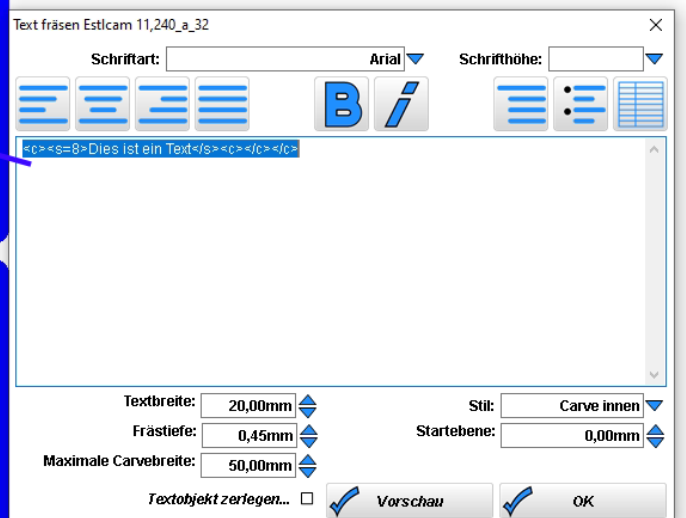 Text fräsen Estlcam 11,240_a_32
Schriftart: Arial Schrifthöhe:
B i
<c><s=8>Dies ist ein Text</s><c></c></c>
Textbreite: 20,00mm Stil: Carve innen
Frästiefe: 0,45mm Startebene: 0,00mm
Maximale Carvebreite: 50,00mm
Textobjekt zerlegen... Vorschau OK